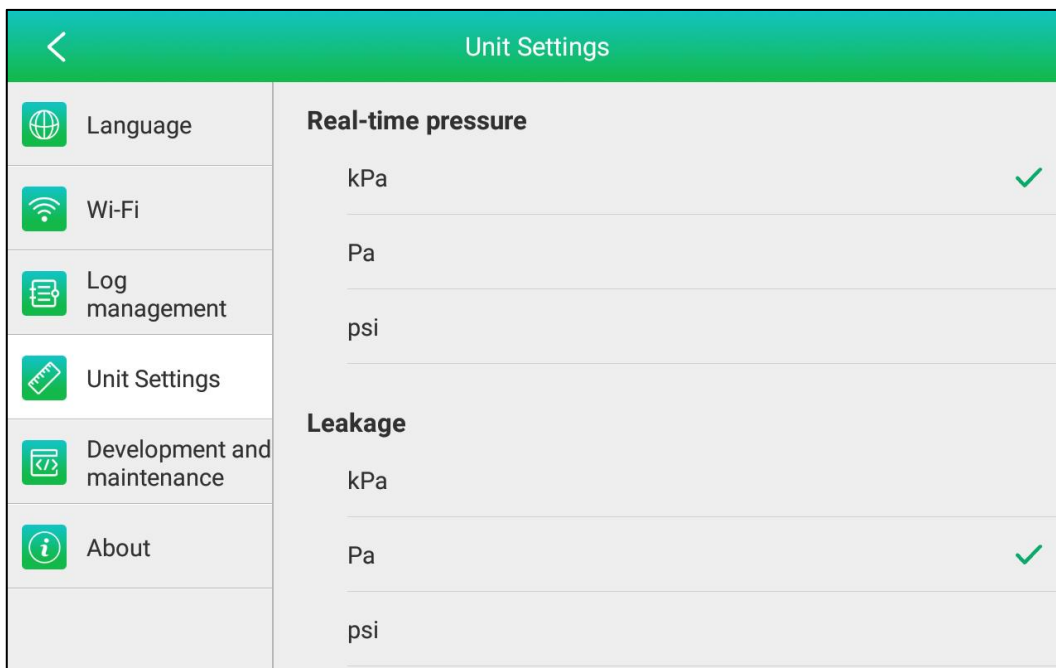 Unit Settings
Language
Wi-Fi
Log
management
Unit Settings
Development and
maintenance
About
Real-time pressure
kPa
Pa
psi
Leakage
kPa
Pa
psi